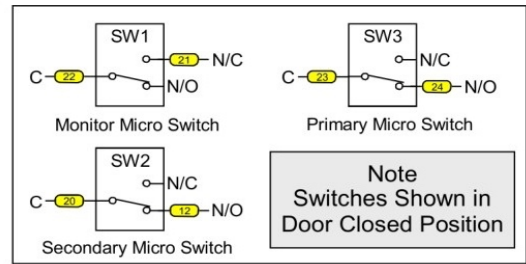 SW1
C 22 21 N/C
N/O
Monitor Micro Switch
SW3
N/C
C 23 24 N/O
Primary Micro Switch
SW2
N/C
C 20 12 N/O
Secondary Micro Switch
Note
Switches Shown in
Door Closed Position